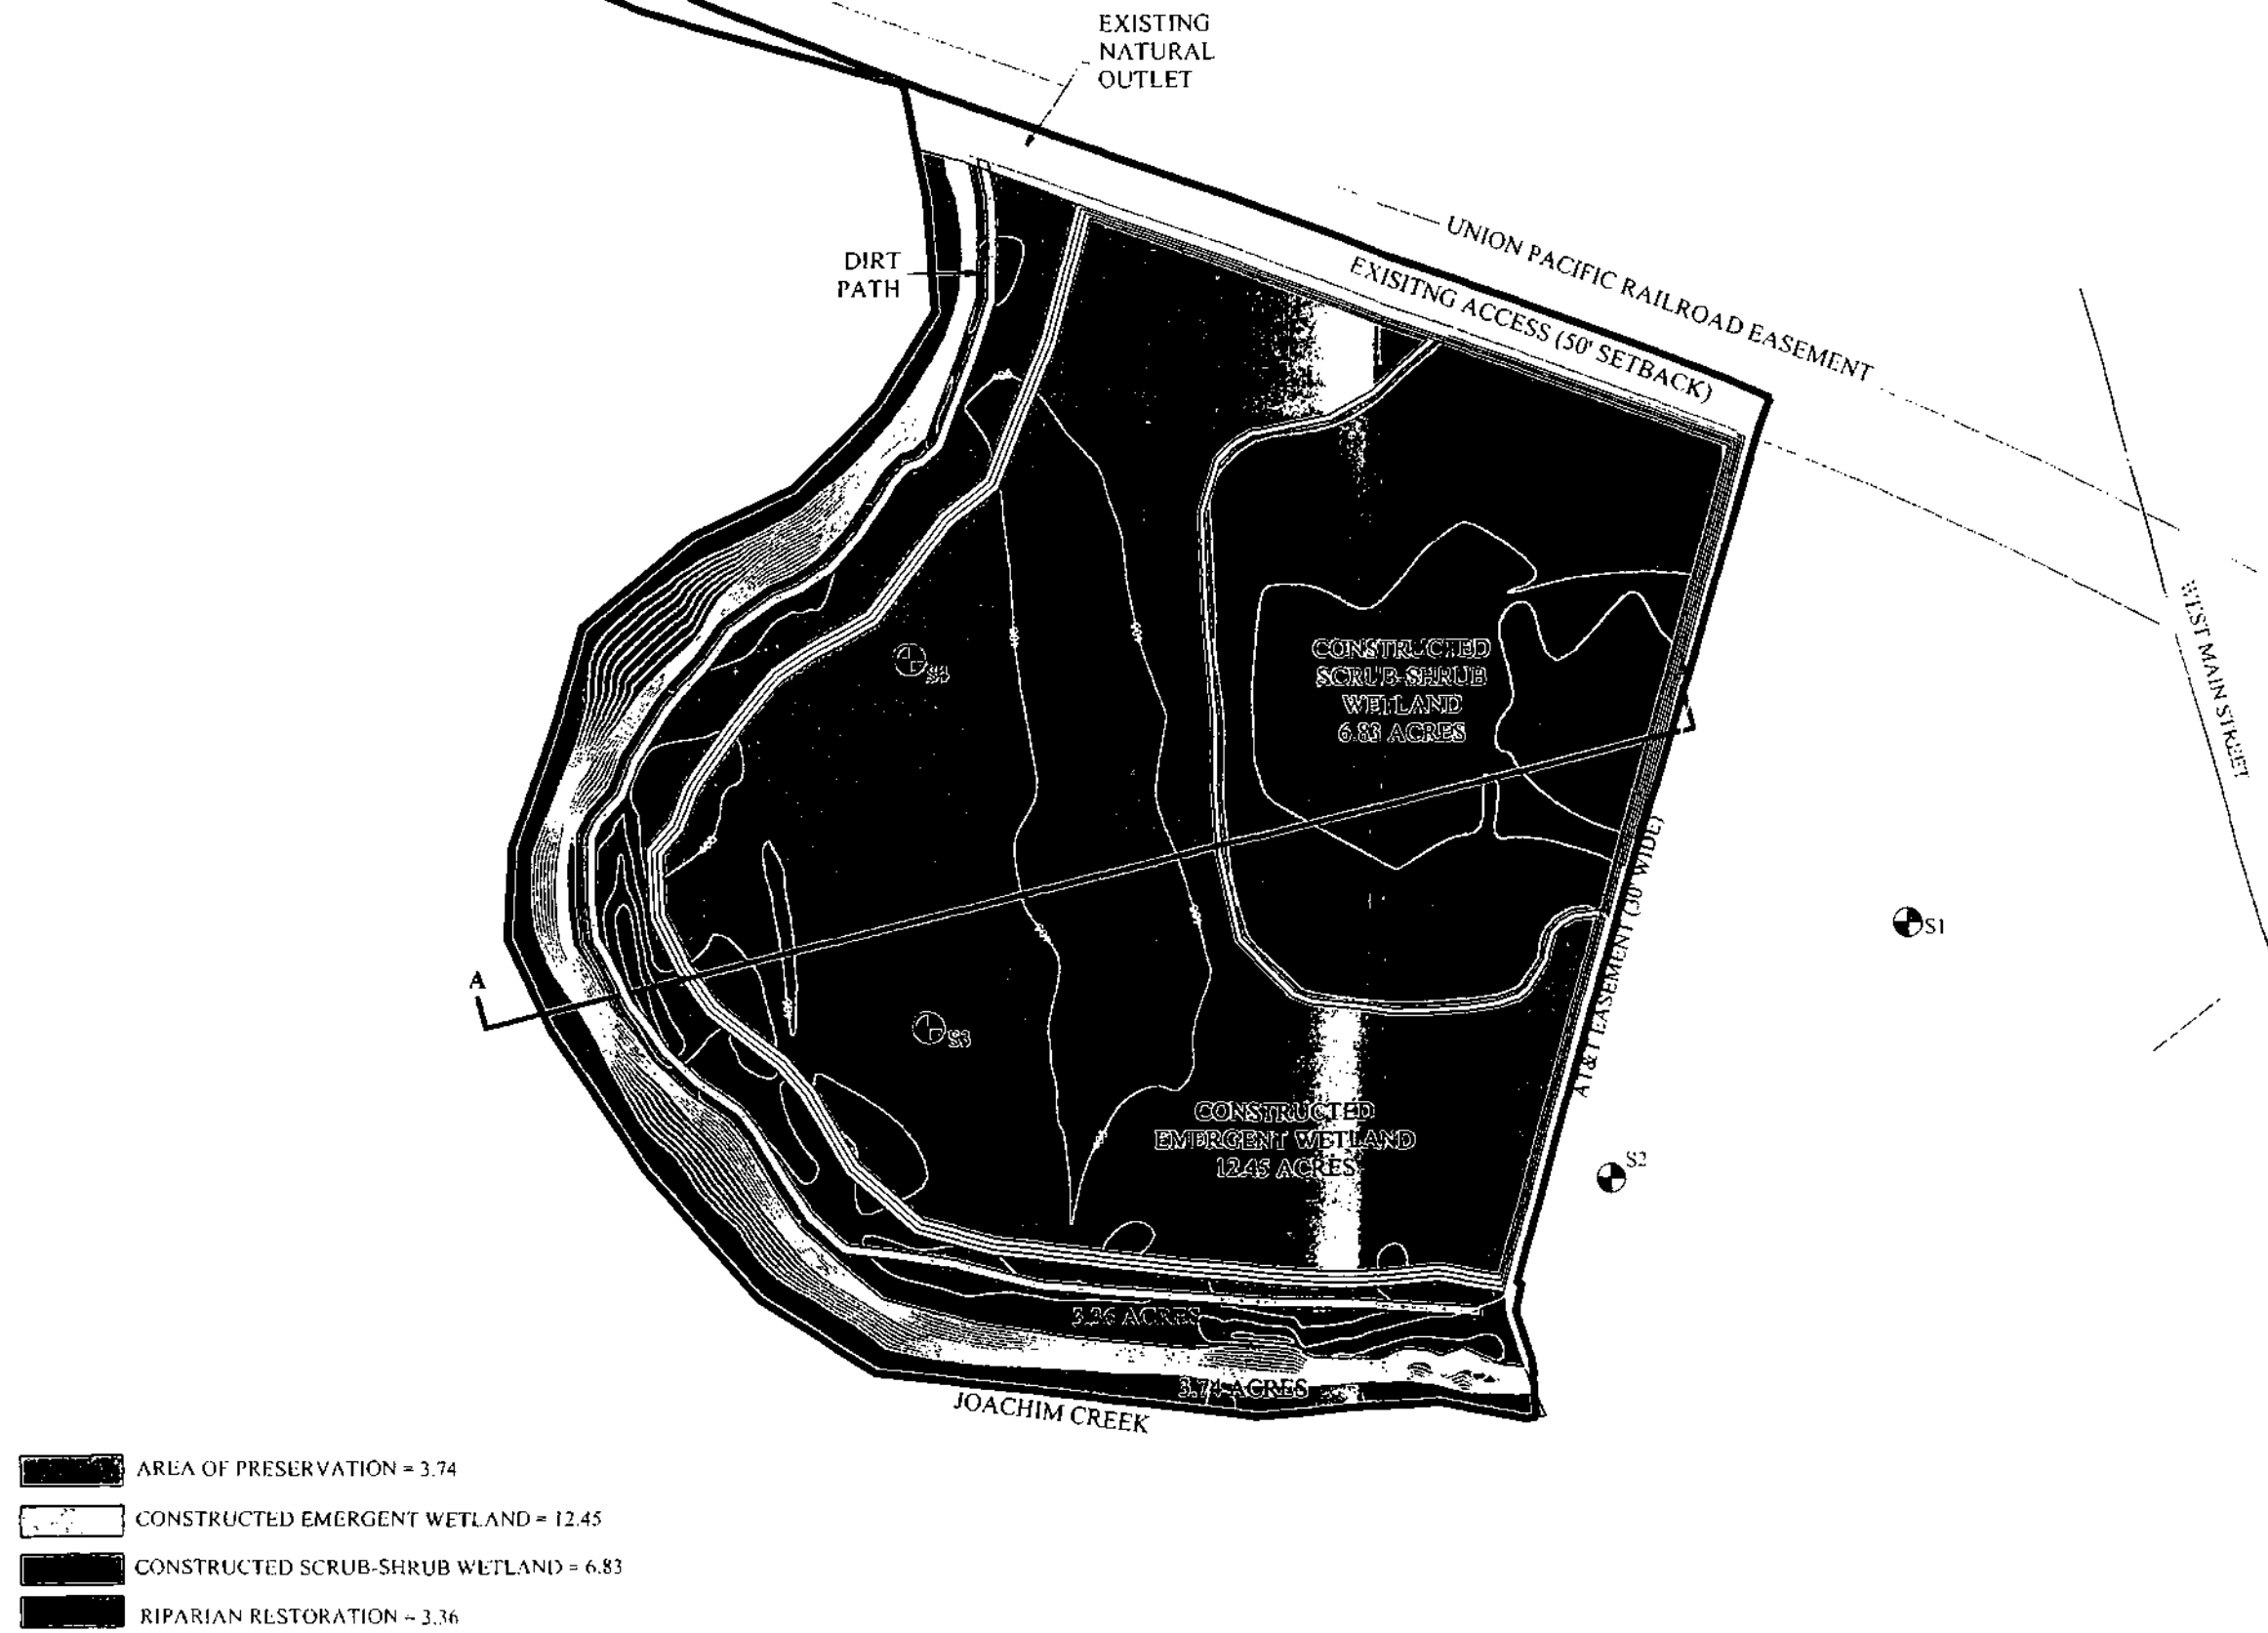 EXISTING
NATURAL
OUTLET
UNION PACIFIC RAILROAD EASEMENT
EXISITNG ACCESS (50' SETBACK)
DIRT
PATH
WEST MAIN STREET
S4
CONSTRUCTED
SCRUB-SHRUB
WETLAND
6.83 ACRES
AT&T EASEMENT (30' WIDE)
S1
A
S3
CONSTRUCTED
EMERGENT WETLAND
12.45 ACRES
S2
3.36 ACRES
3.74 ACRES
JOACHIM CREEK
AREA OF PRESERVATION = 3.74
CONSTRUCTED EMERGENT WETLAND = 12.45
CONSTRUCTED SCRUB-SHRUB WETLAND = 6.83
RIPARIAN RESTORATION = 3.36